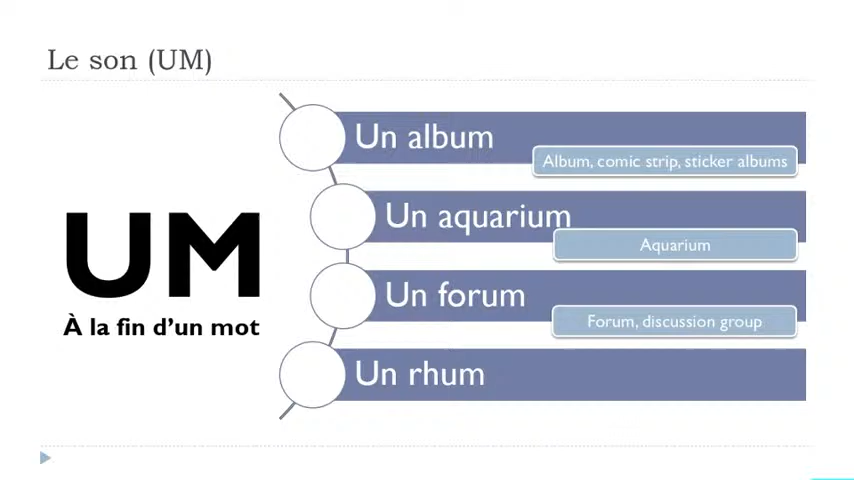 Le son (UM)
UM
À la fin d'un mot
Un album
Album, comic strip, sticker albums
Un aquarium
Aquarium
Un forum
Forum, discussion group
Un rhum